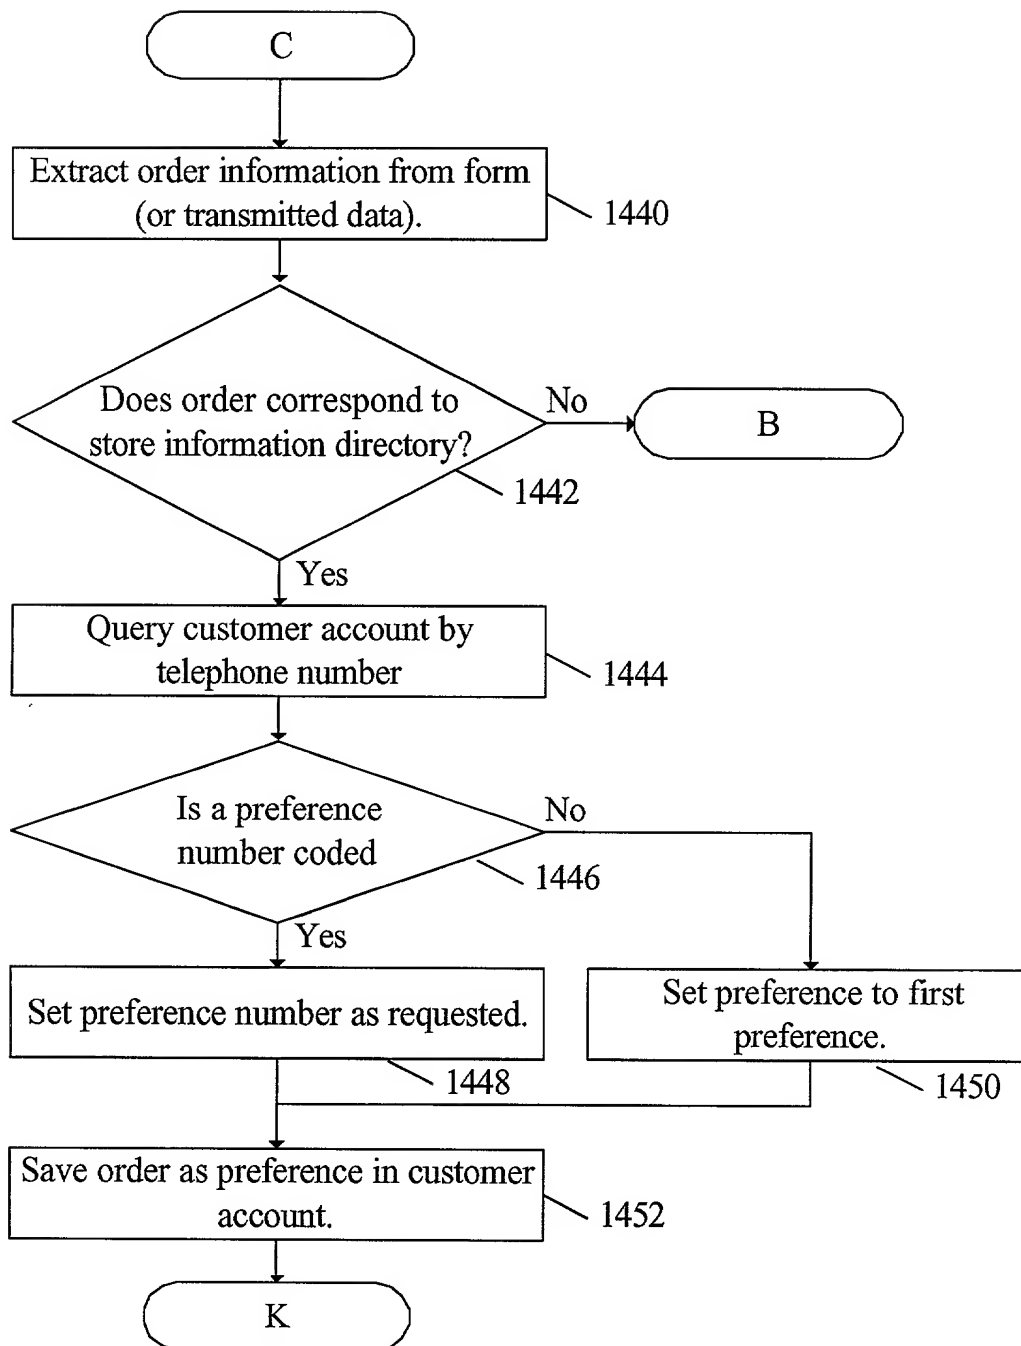 C
Extract order information from form
(or transmitted data).
1440
Does order correspond to
store information directory?
No
B
1442
Yes
Query customer account by
telephone number
1444
Is a preference
number coded
No
1446
Yes
Set preference number as requested.
1448
Set preference to first
preference.
1450
Save order as preference in customer
account.
1452
K